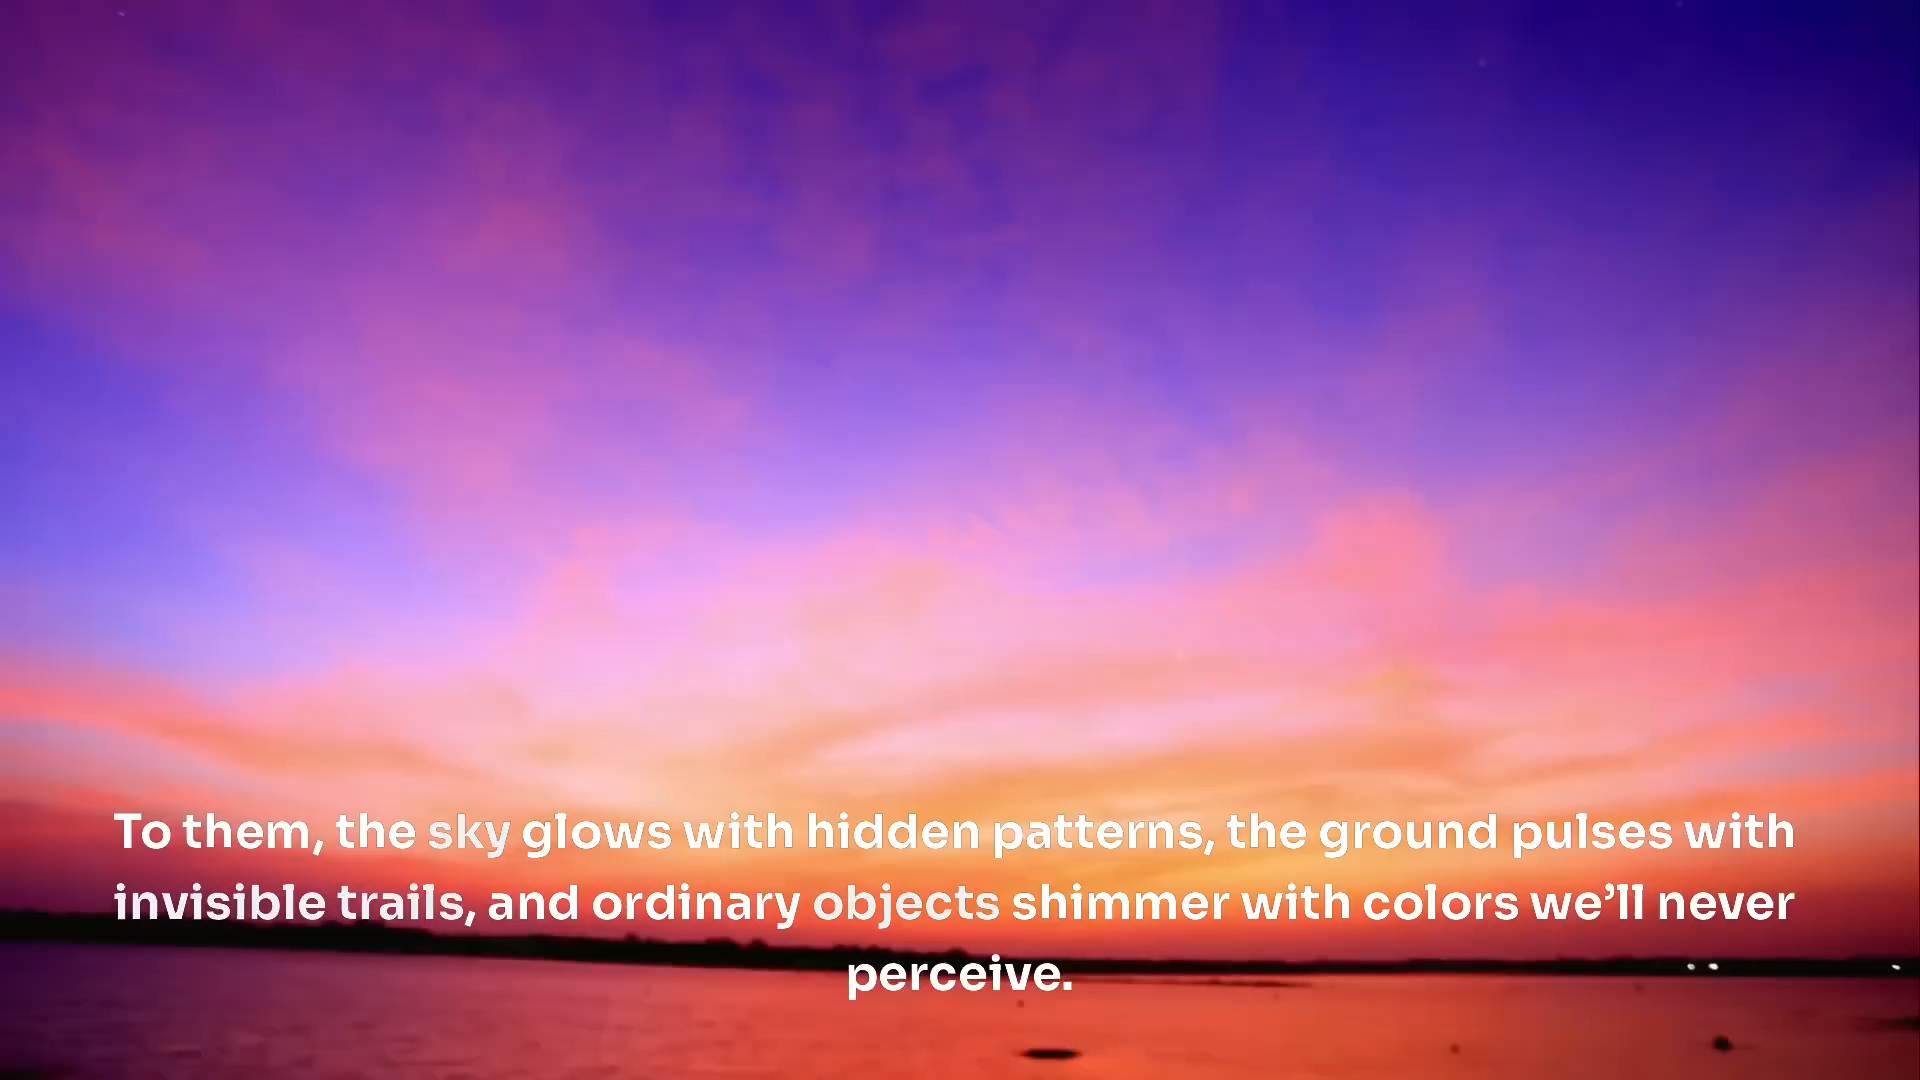 To them, the sky glows with hidden patterns, the ground pulses with
invisible trails, and ordinary objects shimmer with colors we’ll never
perceive.